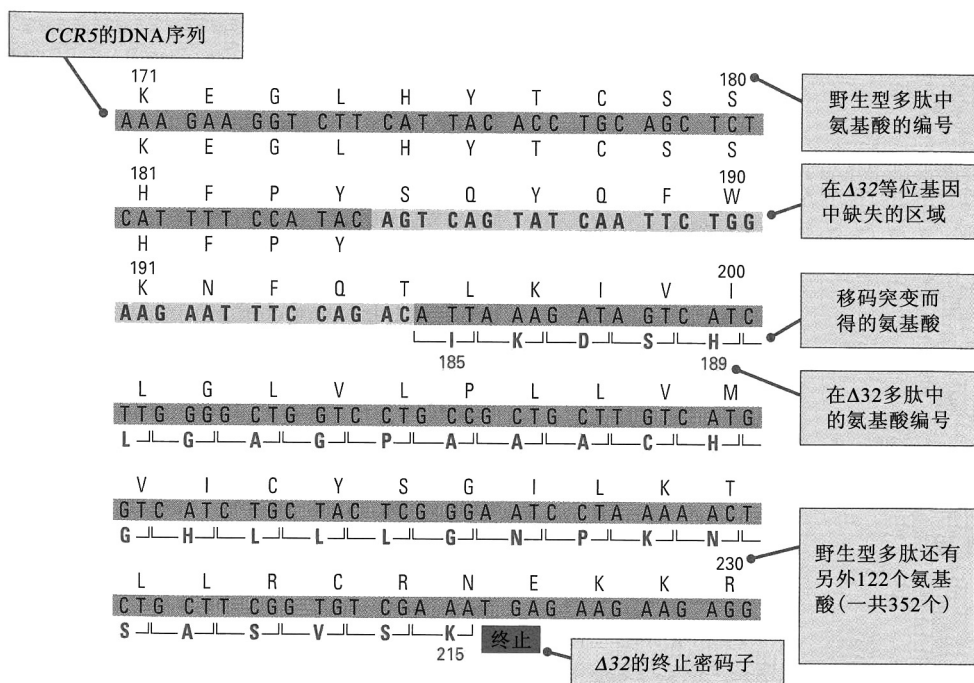 CCR5的DNA序列
171 180
K E G L H Y T C S S
AAA GAA GGT CTT CAT TAC ACC TGC AGC TCT
K E G L H Y T C S S
野生型多肽中
氨基酸的编号
181 190
H F P Y S Q Y Q F W
CAT TTT CCA TAC AGT CAG TAT CAA TTC TGG
H F P Y
在Δ32等位基因
中缺失的区域
191 200
K N F Q T L K I V I
AAG AAT TTC CAG ACA TTA AAG ATA GTC ATC
I K D S H
185 189
移码突变而
得的氨基酸
在Δ32多肽中
的氨基酸编号
L G L V L P L L V M
TTG GGG CTG GTC CTG CCG CTG CTT GTC ATG
L G A G P A A A C H
V I C Y S G I L K T
GTC ATC TGC TAC TCG GGA ATC CTA AAA ACT
G H L L L G N P K N
230
L L R C R N E K K R
CTG CTT CGG TGT CGA AAT GAG AAG AAG AGG
S A S V S K 终止
215
野生型多肽还有
另外122个氨基
酸(一共352个)
Δ32的终止密码子